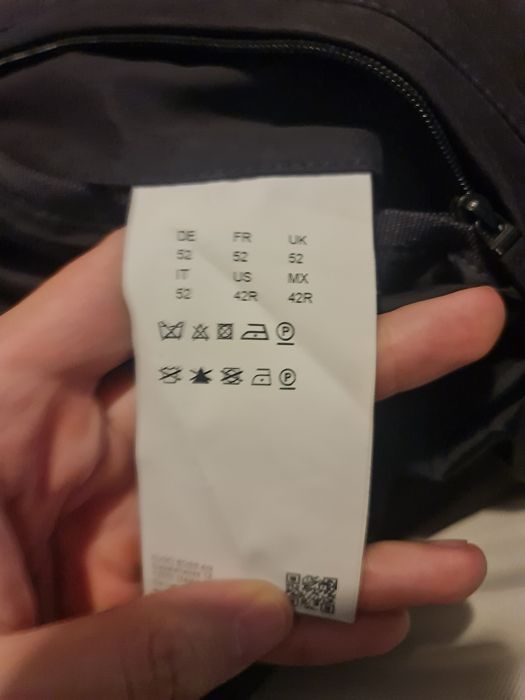 DE FR UK
52 52 52
IT US MX
52 42R 42R
P
P